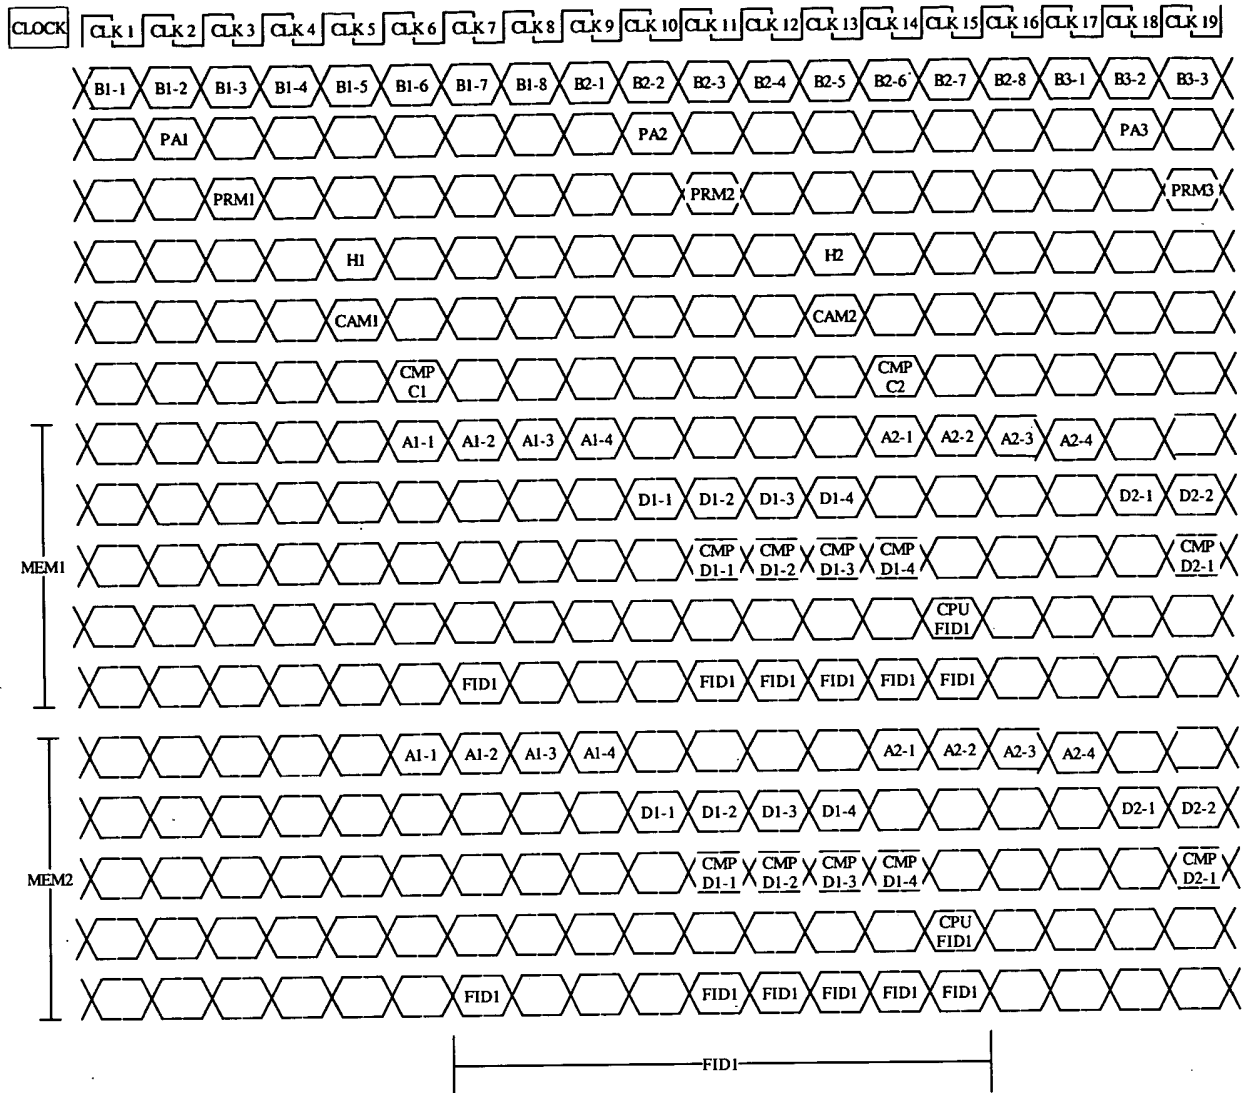 CLOCK CLK 1 CLK 2 CLK 3 CLK 4 CLK 5 CLK 6 CLK 7 CLK 8 CLK 9 CLK 10 CLK 11 CLK 12 CLK 13 CLK 14 CLK 15 CLK 16 CLK 17 CLK 18 CLK 19
B1-1 B1-2 B1-3 B1-4 B1-5 B1-6 B1-7 B1-8 B2-1 B2-2 B2-3 B2-4 B2-5 B2-6 B2-7 B2-8 B3-1 B3-2 B3-3
PA1 PA2 PA3
PRM1 PRM2 PRM3
H1 H2
CAM1 CAM2
CMP CMP
C1 C2
A1-1 A1-2 A1-3 A1-4 A2-1 A2-2 A2-3 A2-4
D1-1 D1-2 D1-3 D1-4 D2-1 D2-2
MEM1
CMP CMP CMP CMP CMP
D1-1 D1-2 D1-3 D1-4 D2-1
CPU
FID1
FID1 FID1 FID1 FID1 FID1 FID1
A1-1 A1-2 A1-3 A1-4 A2-1 A2-2 A2-3 A2-4
D1-1 D1-2 D1-3 D1-4 D2-1 D2-2
MEM2
CMP CMP CMP CMP CMP
D1-1 D1-2 D1-3 D1-4 D2-1
CPU
FID1
FID1 FID1 FID1 FID1 FID1 FID1
FID1